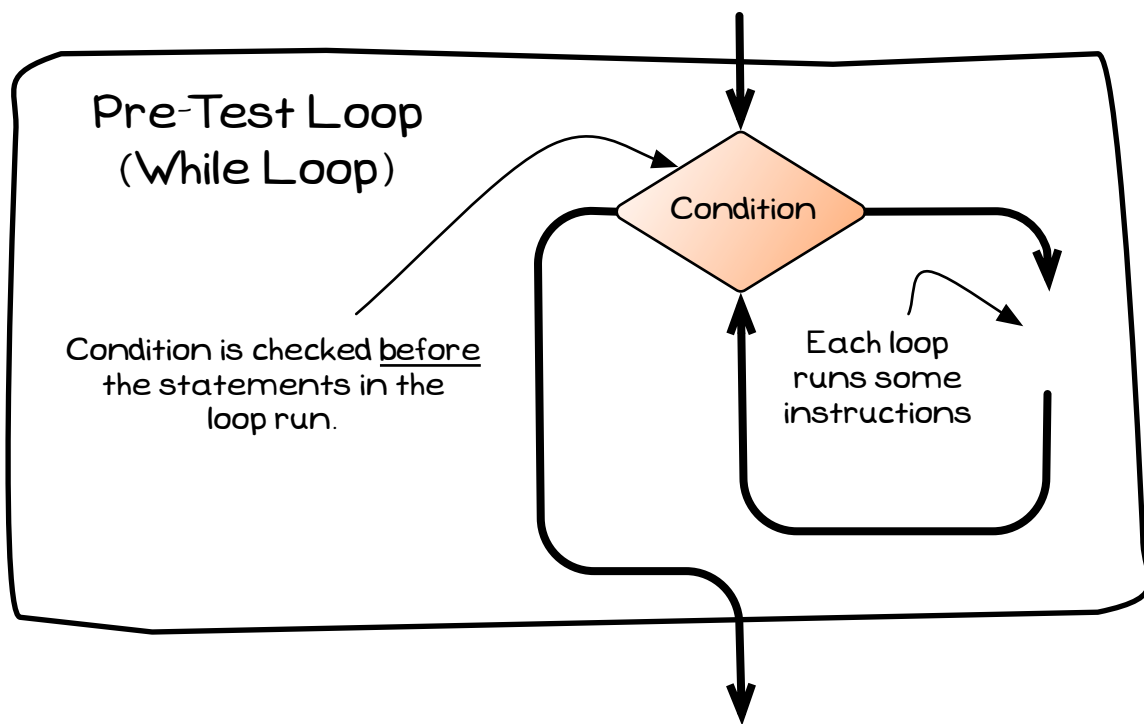 Pre-Test Loop
(While Loop)
Condition
Condition is checked before
the statements in the
loop run.
Each loop
runs some
instructions